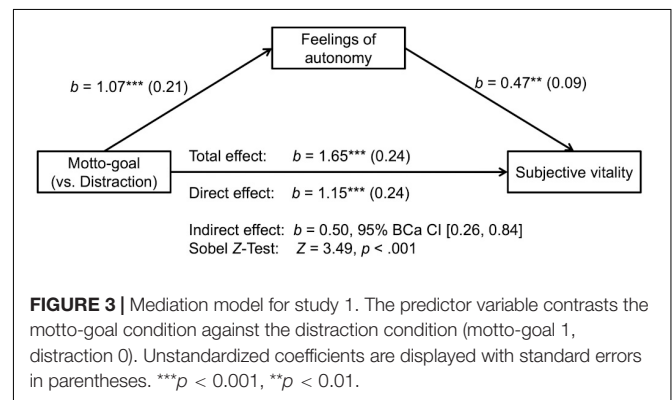 Feelings of
autonomy
b = 1.07*** (0.21)
b = 0.47** (0.09)
Motto-goal
(vs. Distraction)
Total effect: b = 1.65*** (0.24)
Direct effect: b = 1.15*** (0.24)
Subjective vitality
Indirect effect: b = 0.50, 95% BCa CI [0.26, 0.84]
Sobel Z-Test: Z = 3.49, p < .001
FIGURE 3 | Mediation model for study 1. The predictor variable contrasts the
motto-goal condition against the distraction condition (motto-goal 1,
distraction 0). Unstandardized coefficients are displayed with standard errors
in parentheses. ***p < 0.001, **p < 0.01.